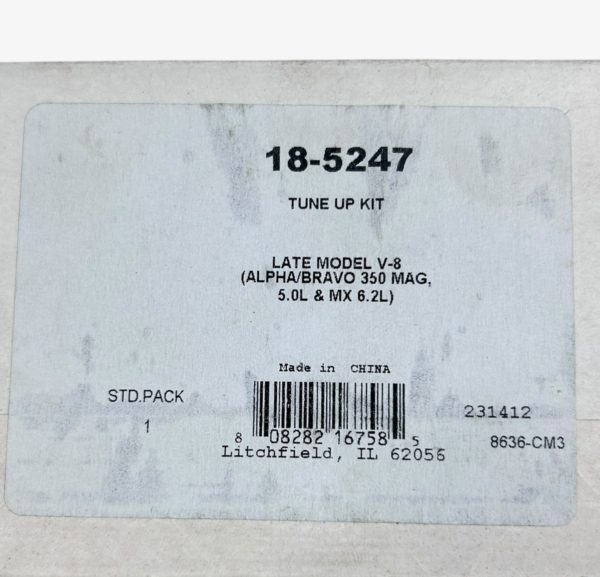 18-5247
TUNE UP KIT
LATE MODEL V-8
(ALPHA/BRAVO 350 MAG,
5.0L & MX 6.2L)
Made in CHINA
STD.PACK
1
8 08282 16758 5
Litchfield, IL 62056
231412
8636-CM3